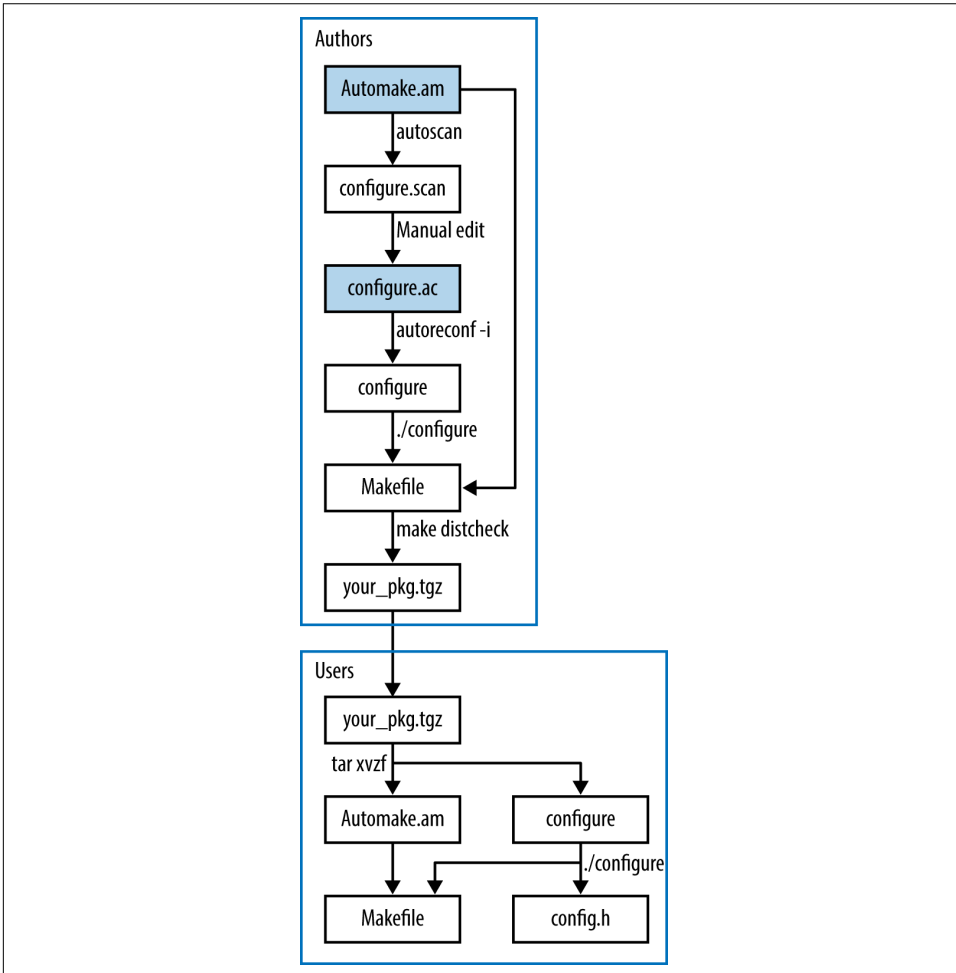 Authors
Automake.am
autoscan
configure.scan
Manual edit
configure.ac
autoreconf -i
configure
./configure
Makefile
make distcheck
your_pkg.tgz
Users
your_pkg.tgz
tar xvzf
Automake.am
configure
./configure
Makefile
config.h